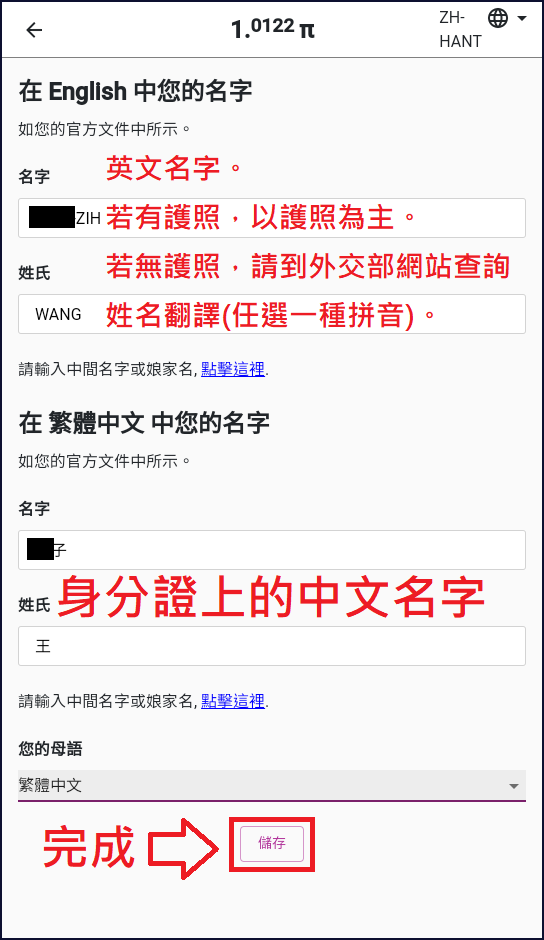 1.0122 π
ZH-
HANT
在 English 中您的名字
如您的官方文件中所示。
名字
英文名字。
ZIH
若有護照，以護照為主。
姓氏
若無護照，請到外交部網站查詢
WANG
姓名翻譯(任選一種拼音)。
請輸入中間名字或娘家名, 點擊這裡.
在 繁體中文 中您的名字
如您的官方文件中所示。
名字
子
姓氏
身分證上的中文名字
王
請輸入中間名字或娘家名, 點擊這裡.
您的母語
繁體中文
完成
儲存